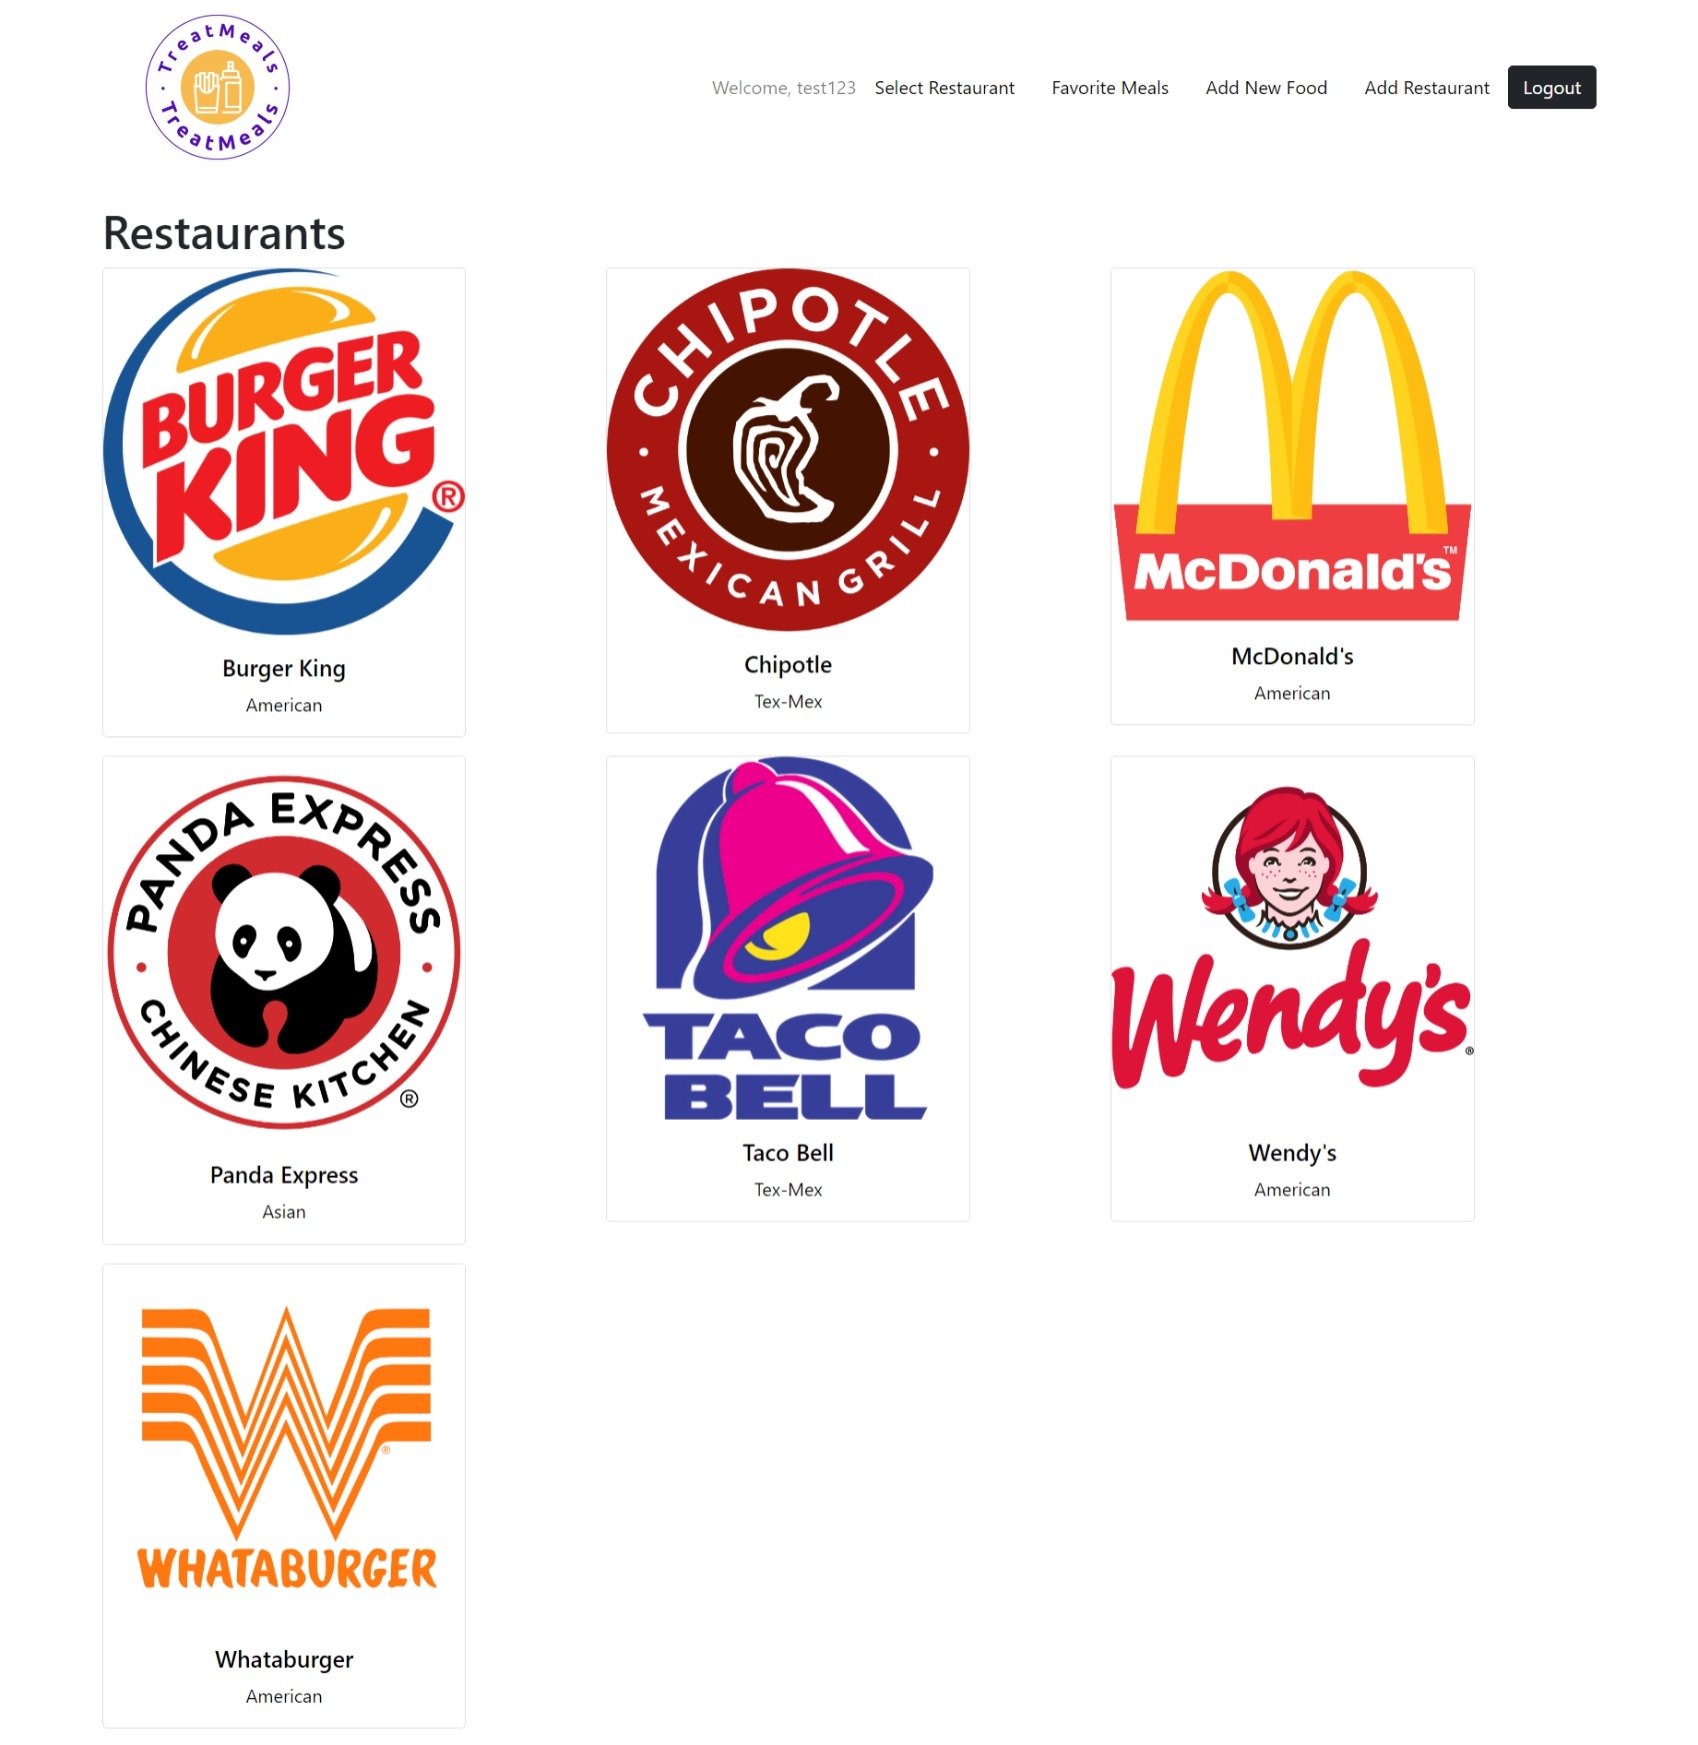 · TreatMeals · TreatMeals
Welcome, test123 Select Restaurant Favorite Meals Add New Food Add Restaurant Logout
Restaurants
BURGER
KING®
Burger King
American
CHIPOTLE
· MEXICAN GRILL ·
Chipotle
Tex-Mex
McDonald's™
McDonald's
American
PANDA EXPRESS
· CHINESE KITCHEN ·
®
Panda Express
Asian
TACO
BELL
Taco Bell
Tex-Mex
Wendy's®
Wendy's
American
W®
WHATABURGER
Whataburger
American